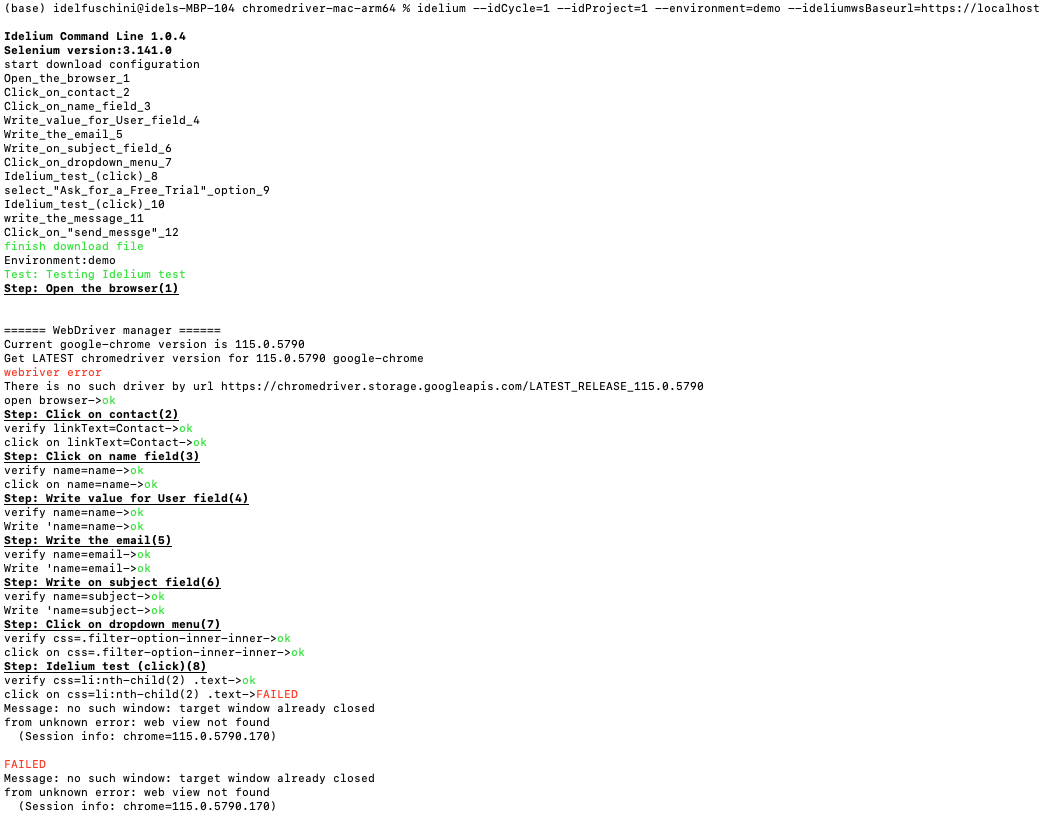 (base) idelfuschini@idels-MBP-104 chromedriver-mac-arm64 % idelium --idCycle=1 --idProject=1 --environment=demo --ideliumwsBaseurl=https://localhost
Idelium Command Line 1.0.4
Selenium version:3.141.0
start download configuration
Open_the_browser_1
Click_on_contact_2
Click_on_name_field_3
Write_value_for_User_field_4
Write_the_email_5
Write_on_subject_field_6
Click_on_dropdown_menu_7
Idelium_test_(click)_8
select_"Ask_for_a_Free_Trial"_option_9
Idelium_test_(click)_10
write_the_message_11
Click_on_"send_messge"_12
finish download file
Environment:demo
Test: Testing Idelium test
Step: Open the browser(1)
====== WebDriver manager ======
Current google-chrome version is 115.0.5790
Get LATEST chromedriver version for 115.0.5790 google-chrome
webriver error
There is no such driver by url https://chromedriver.storage.googleapis.com/LATEST_RELEASE_115.0.5790
open browser->ok
Step: Click on contact(2)
verify linkText=Contact->ok
click on linkText=Contact->ok
Step: Click on name field(3)
verify name=name->ok
click on name=name->ok
Step: Write value for User field(4)
verify name=name->ok
Write 'name=name->ok
Step: Write the email(5)
verify name=email->ok
Write 'name=email->ok
Step: Write on subject field(6)
verify name=subject->ok
Write 'name=subject->ok
Step: Click on dropdown menu(7)
verify css=.filter-option-inner-inner->ok
click on css=.filter-option-inner-inner->ok
Step: Idelium test (click)(8)
verify css=li:nth-child(2) .text->ok
click on css=li:nth-child(2) .text->FAILED
Message: no such window: target window already closed
from unknown error: web view not found
(Session info: chrome=115.0.5790.170)
FAILED
Message: no such window: target window already closed
from unknown error: web view not found
(Session info: chrome=115.0.5790.170)